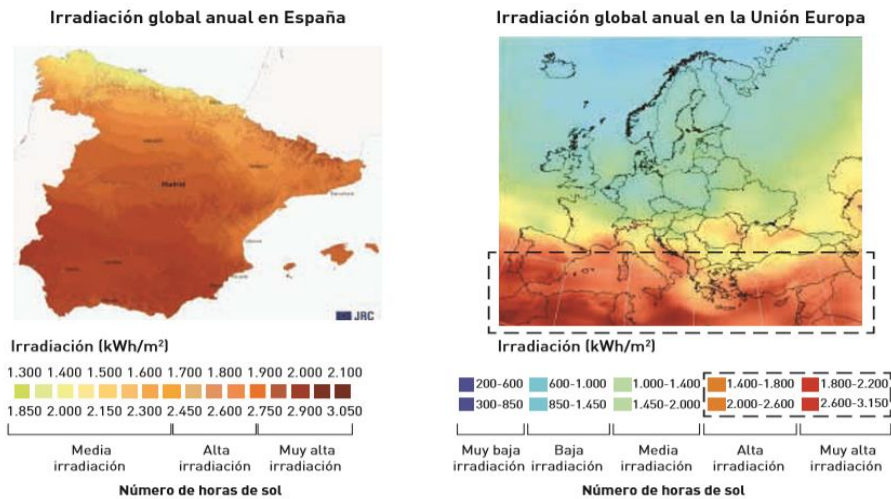 Irradiación global anual en España
Madrid
JRC
Irradiación (kWh/m²)
1.300 1.400 1.500 1.600 1.700 1.800 1.900 2.000 2.100
1.850 2.000 2.150 2.300 2.450 2.600 2.750 2.900 3.050
Media irradiación
Alta irradiación
Muy alta irradiación
Número de horas de sol
Irradiación global anual en la Unión Europa
Irradiación (kWh/m²)
200-600 600-1.000 1.000-1.400 1.400-1.800 1.800-2.200
300-850 850-1.450 1.450-2.000 2.000-2.600 2.600-3.150
Muy baja irradiación
Baja irradiación
Media irradiación
Alta irradiación
Muy alta irradiación
Número de horas de sol